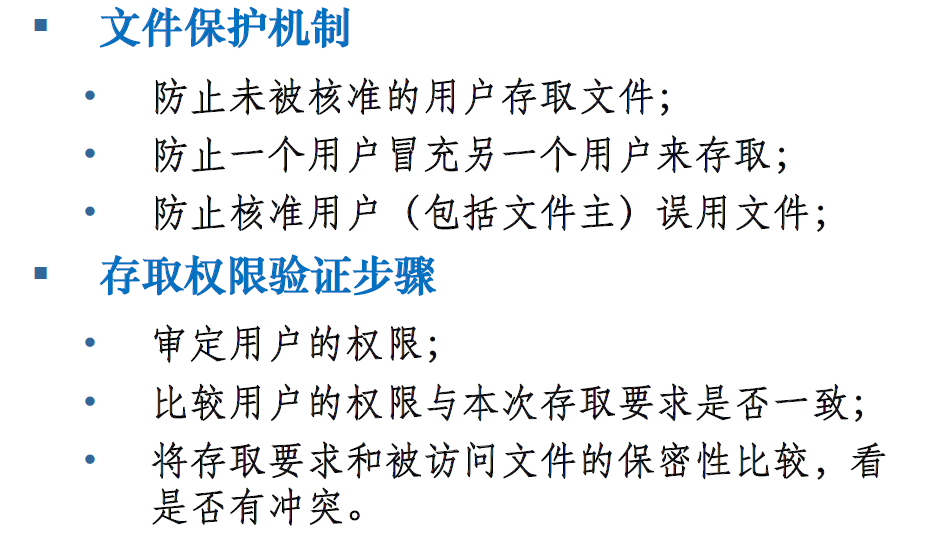 ▪ 文件保护机制
• 防止未被核准的用户存取文件；
• 防止一个用户冒充另一个用户来存取；
• 防止核准用户（包括文件主）误用文件；
▪ 存取权限验证步骤
• 审定用户的权限；
• 比较用户的权限与本次存取要求是否一致；
• 将存取要求和被访问文件的保密性比较，看
是否有冲突。